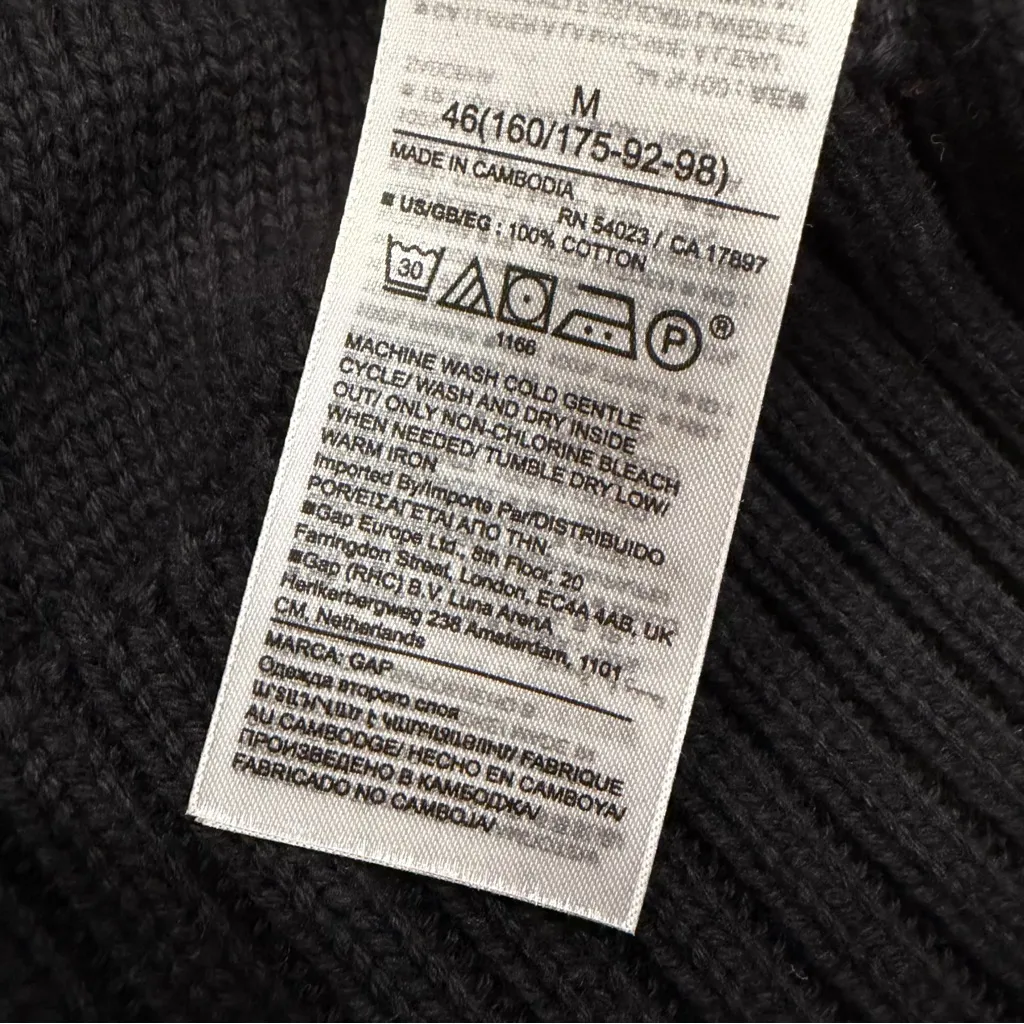 M
46(160/175-92-98)
MADE IN CAMBODIA
RN 54023 / CA 17897
■ US/GB/EG : 100% COTTON
30
P ®
1166
MACHINE WASH COLD GENTLE
CYCLE/ WASH AND DRY INSIDE
OUT/ ONLY NON-CHLORINE BLEACH
WHEN NEEDED/ TUMBLE DRY LOW/
WARM IRON
Imported By/Importe Par/DISTRIBUIDO
POR/ΕΙΣΑΓΕΤΑΙ ΑΠΟ ΤΗΝ.
■Gap Europe Ltd., 8th Floor, 20
Farringdon Street, London, EC4A 4AB, UK
■Gap (RHC) B.V. Luna ArenA
Herikerbergweg 238 Amsterdam, 1101
CM, Netherlands
MARCA: GAP
Одежда второго слоя
FABRIQUE
AU CAMBODGE/ HECHO EN CAMBOYA/
ПРОИЗВЕДЕНО В КАМБОДЖА/
FABRICADO NO CAMBOJA/